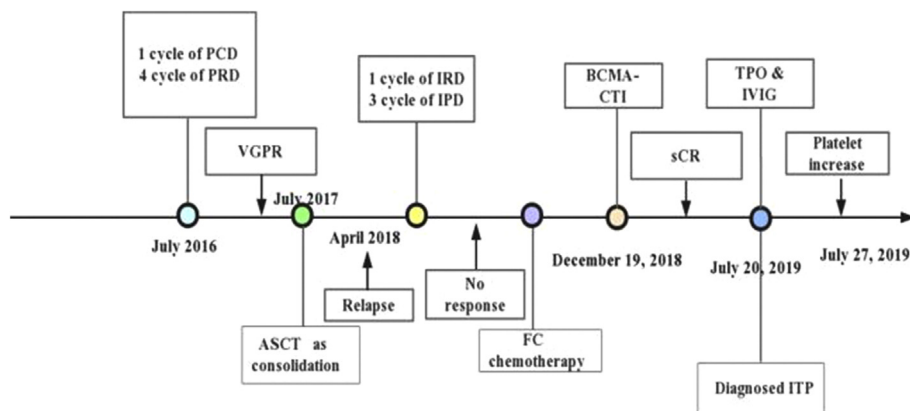 1 cycle of PCD
4 cycle of PRD
VGPR
July 2016
July 2017
ASCT as
consolidation
April 2018
Relapse
1 cycle of IRD
3 cycle of IPD
No
response
FC
chemotherapy
BCMA-
CTI
December 19, 2018
sCR
TPO &
IVIG
July 20, 2019
Diagnosed ITP
Platelet
increase
July 27, 2019